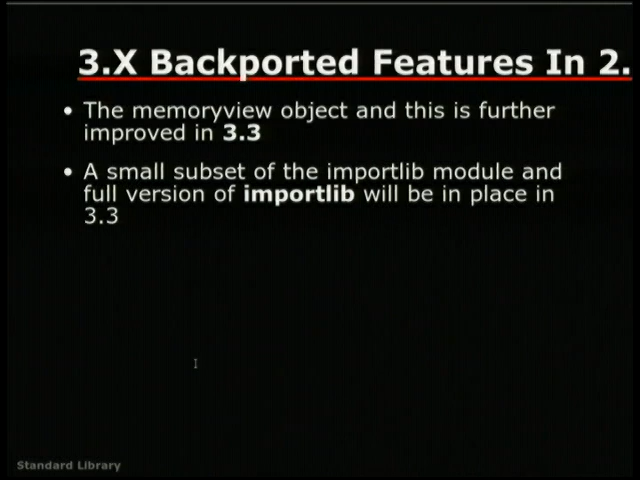 3.X Backported Features In 2.
• The memoryview object and this is further
improved in 3.3
• A small subset of the importlib module and
full version of importlib will be in place in
3.3
Standard Library